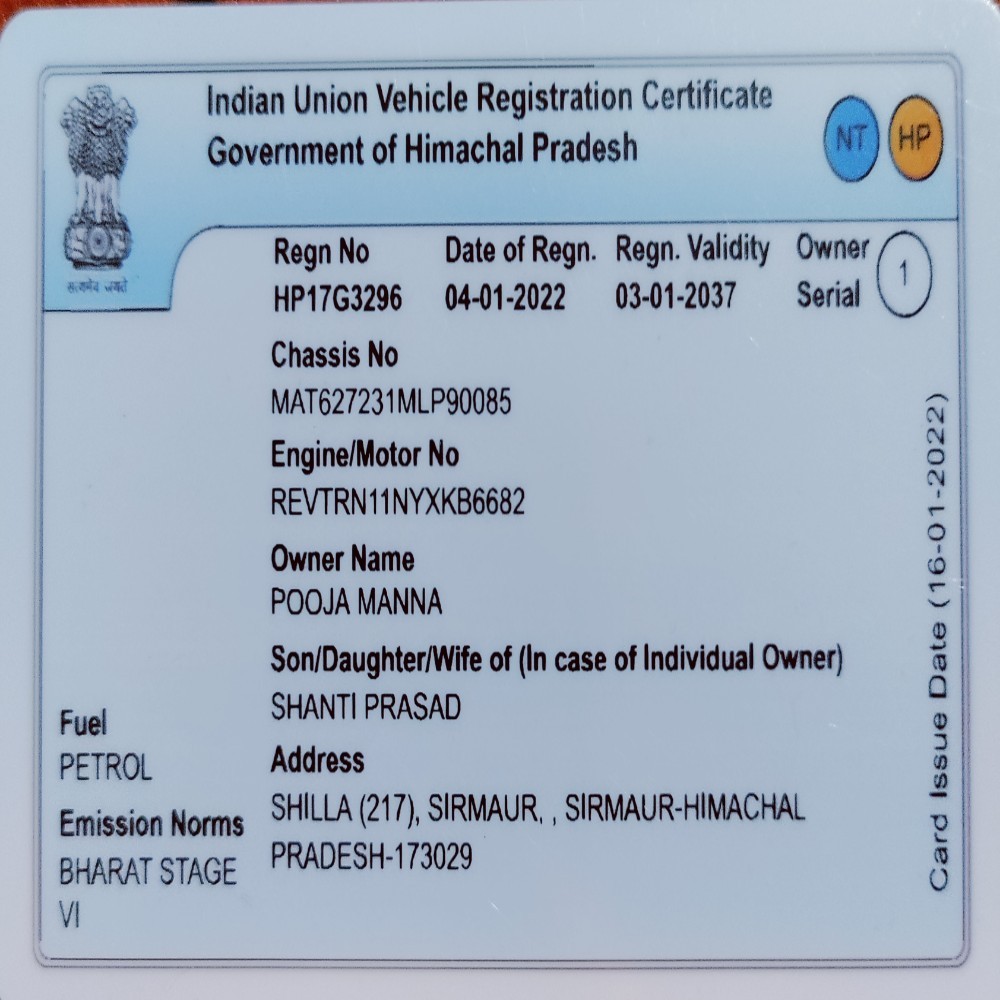 Indian Union Vehicle Registration Certificate
Government of Himachal Pradesh
NT HP
सत्यमेव जयते
Regn No Date of Regn. Regn. Validity Owner Serial 1
HP17G3296 04-01-2022 03-01-2037
Chassis No
MAT627231MLP90085
Engine/Motor No
REVTRN11NYXKB6682
Owner Name
POOJA MANNA
Son/Daughter/Wife of (In case of Individual Owner)
SHANTI PRASAD
Address
SHILLA (217), SIRMAUR, , SIRMAUR-HIMACHAL
PRADESH-173029
Fuel
PETROL
Emission Norms
BHARAT STAGE
VI
Card Issue Date (16-01-2022)